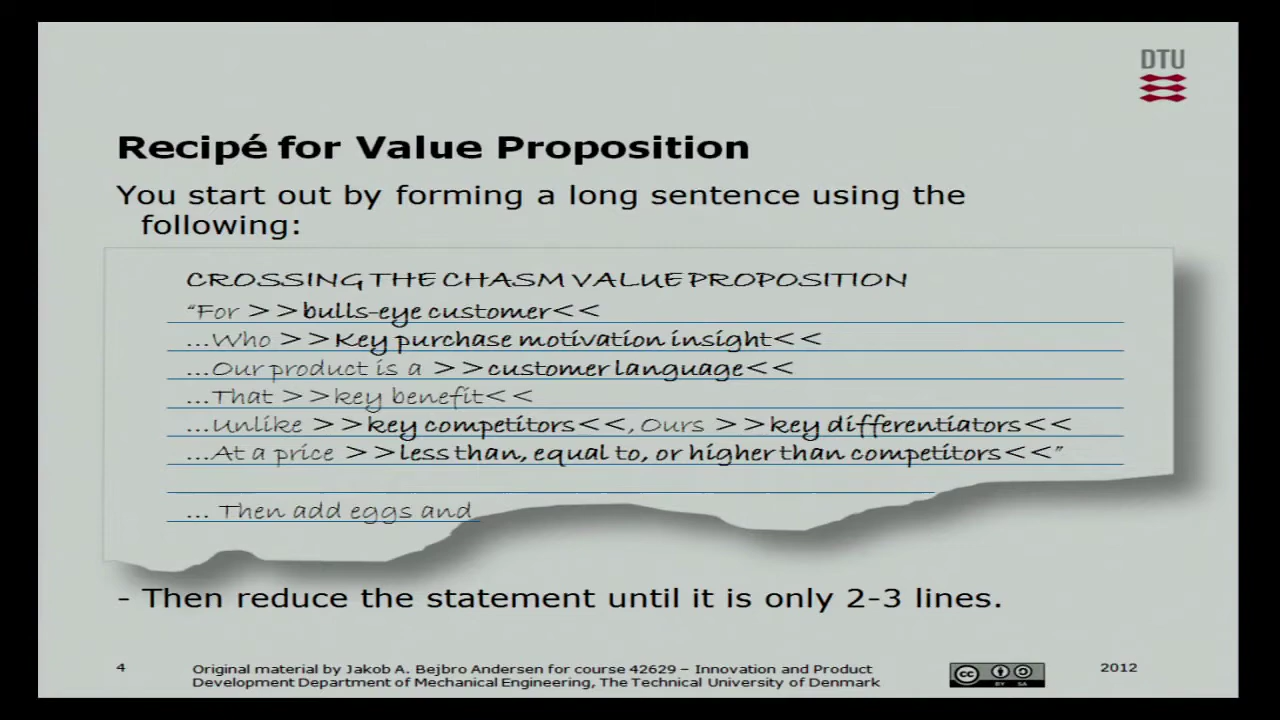 DTU
Recipé for Value Proposition
You start out by forming a long sentence using the
following:
CROSSING THE CHASM VALUE PROPOSITION
“For >>bulls-eye customer<<
...Who >>Key purchase motivation insight<<
...Our product is a >>customer language<<
...That >>key benefit<<
...Unlike >>key competitors<<, Ours >>key differentiators<<
...At a price >>less than, equal to, or higher than competitors<<”
... Then add eggs and
- Then reduce the statement until it is only 2-3 lines.
4
Original material by Jakob A. Bejbro Andersen for course 42629 – Innovation and Product
Development Department of Mechanical Engineering, The Technical University of Denmark
cc BY SA
2012